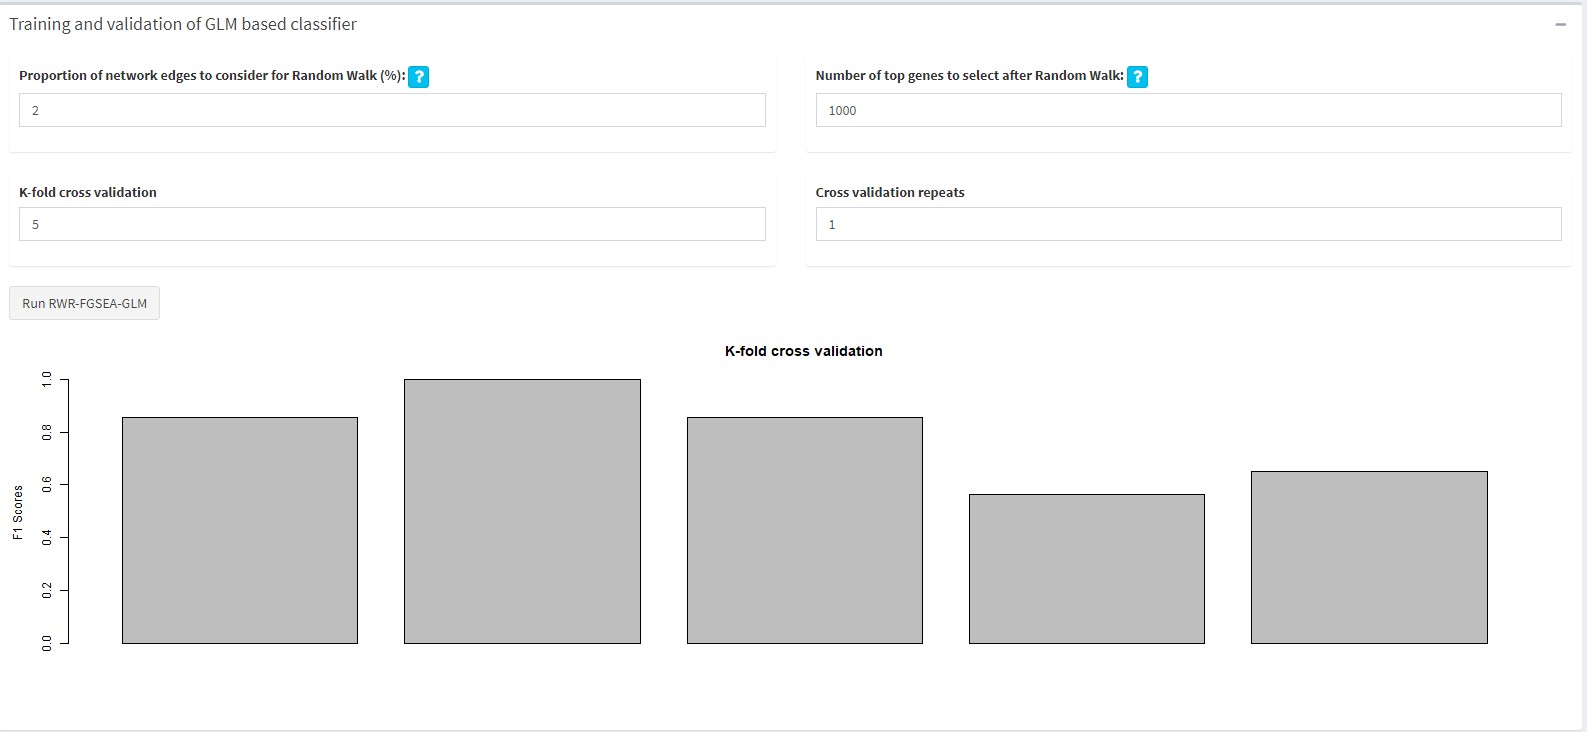 Training and validation of GLM based classifier
Proportion of network edges to consider for Random Walk (%): ?
Number of top genes to select after Random Walk: ?
2
1000
K-fold cross validation
Cross validation repeats
5
1
Run RWR-FGSEA-GLM
K-fold cross validation
1.0
0.8
0.6
0.4
0.2
0.0
F1 Scores